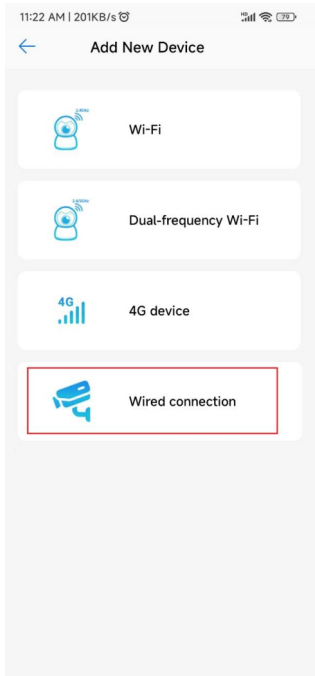 11:22 AM | 201KB/s
HD
79
Add New Device
Wi-Fi
Dual-frequency Wi-Fi
4G
4G device
Wired connection